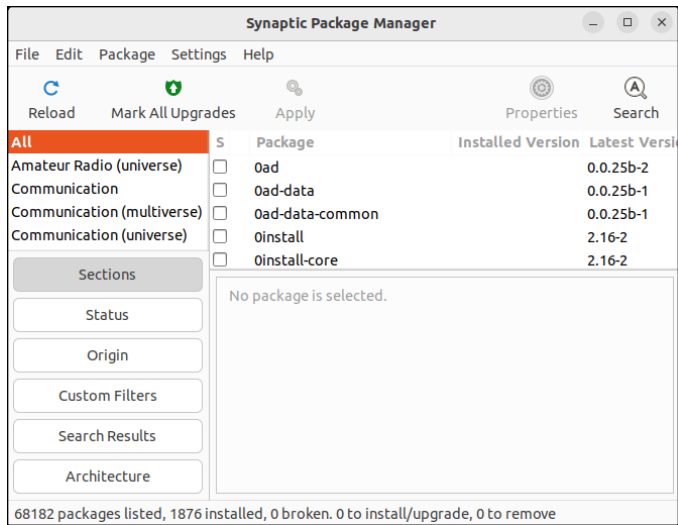 Synaptic Package Manager
File Edit Package Settings Help
Reload Mark All Upgrades Apply Properties Search
All
Amateur Radio (universe)
Communication
Communication (multiverse)
Communication (universe)
S Package Installed Version Latest Versi
0ad 0.0.25b-2
0ad-data 0.0.25b-1
0ad-data-common 0.0.25b-1
0install 2.16-2
0install-core 2.16-2
Sections
Status
Origin
Custom Filters
Search Results
Architecture
No package is selected.
68182 packages listed, 1876 installed, 0 broken. 0 to install/upgrade, 0 to remove